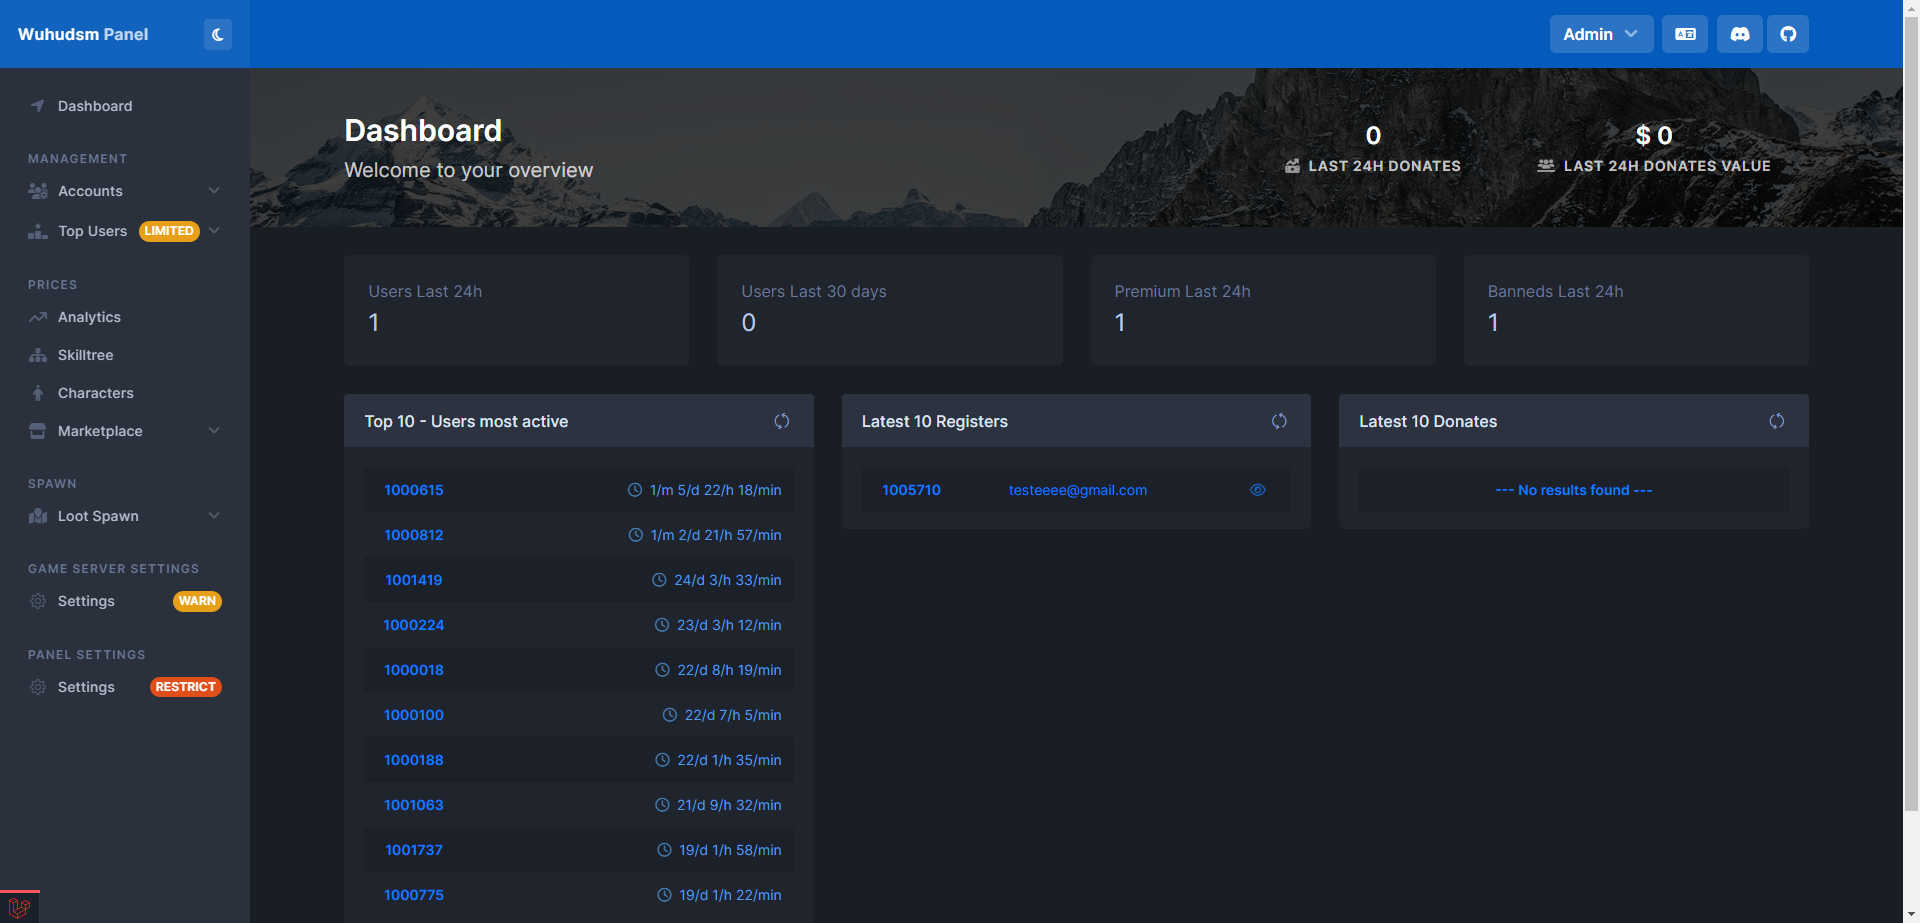 Wuhudsm Panel
Admin
Dashboard
MANAGEMENT
Accounts
Top Users LIMITED
PRICES
Analytics
Skilltree
Characters
Marketplace
SPAWN
Loot Spawn
GAME SERVER SETTINGS
Settings WARN
PANEL SETTINGS
Settings RESTRICT
Dashboard
Welcome to your overview
0
LAST 24H DONATES
$ 0
LAST 24H DONATES VALUE
Users Last 24h
1
Users Last 30 days
0
Premium Last 24h
1
Banneds Last 24h
1
Top 10 - Users most active
1000615 1/m 5/d 22/h 18/min
1000812 1/m 2/d 21/h 57/min
1001419 24/d 3/h 33/min
1000224 23/d 3/h 12/min
1000018 22/d 8/h 19/min
1000100 22/d 7/h 5/min
1000188 22/d 1/h 35/min
1001063 21/d 9/h 32/min
1001737 19/d 1/h 58/min
1000775 19/d 1/h 22/min
Latest 10 Registers
1005710 testeeee@gmail.com
Latest 10 Donates
--- No results found ---